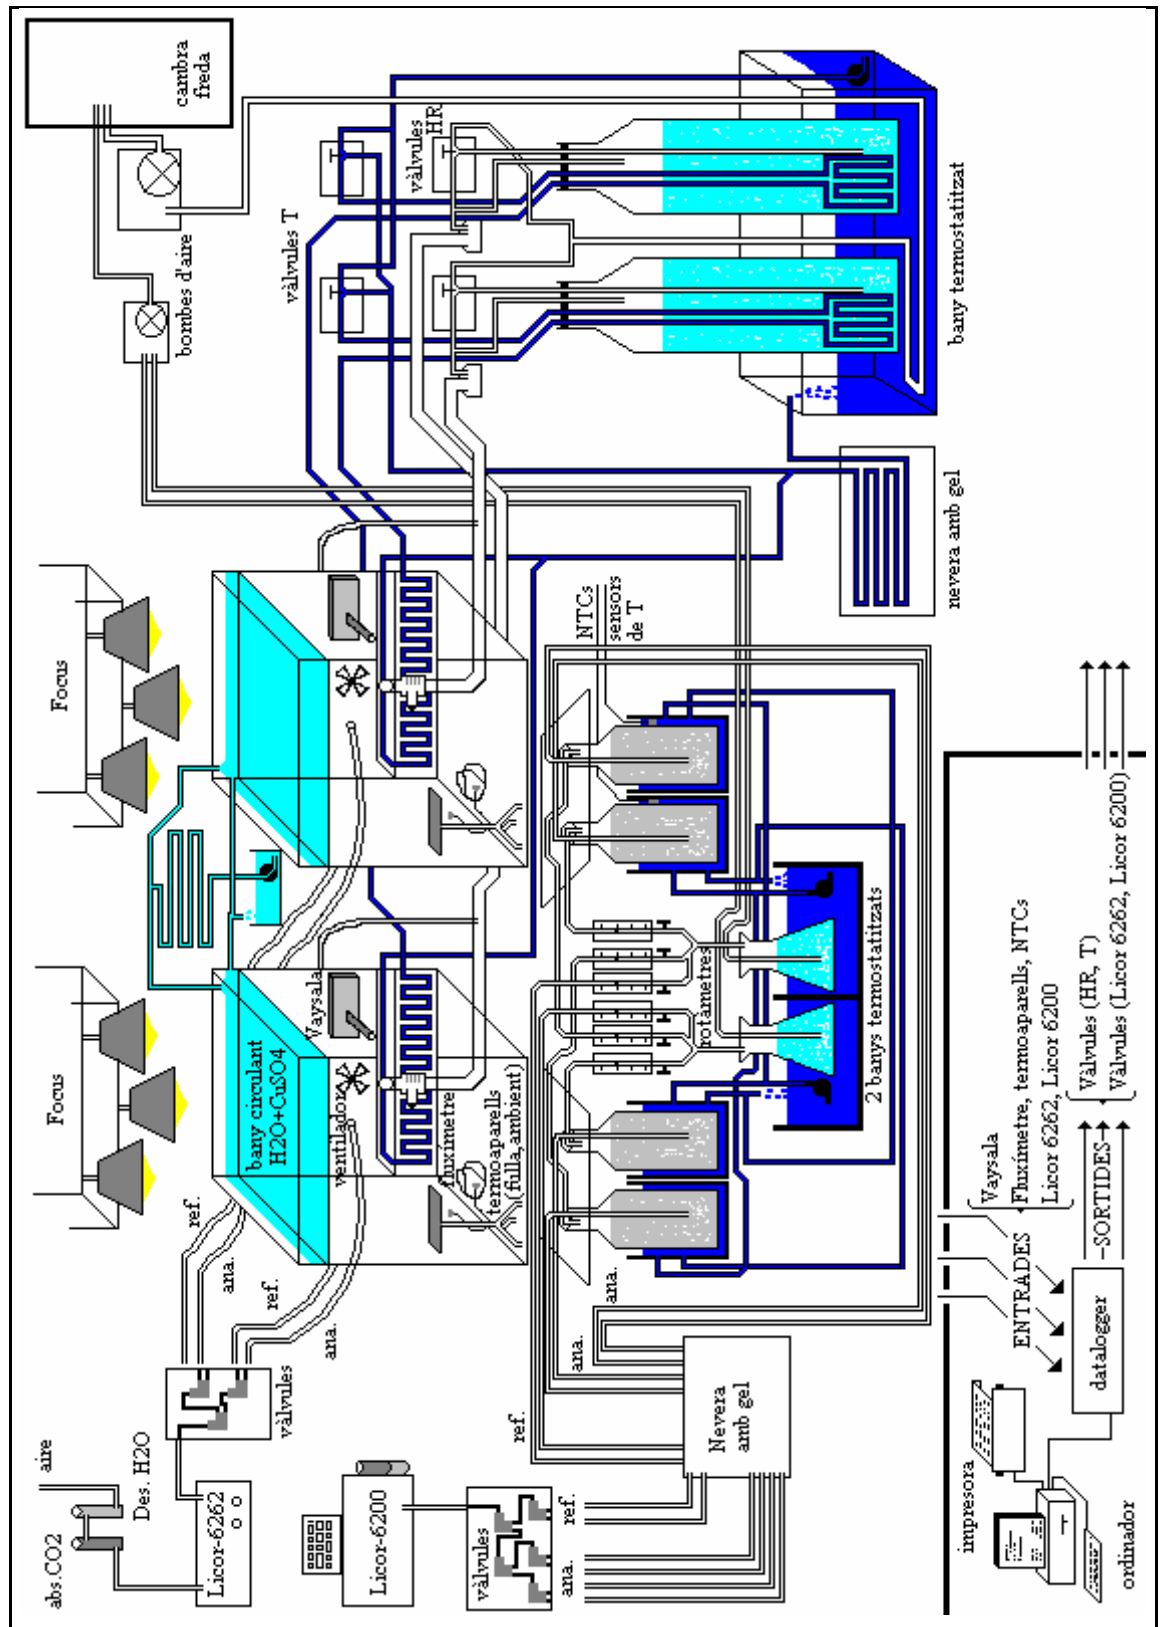 abs.CO2
aire
Des. H2O
Licor-6262
vàlvules
ref.
ana.
ref.
ana.
Focus
Focus
bombes d'aire
cambra
freda
bany circulant
H2O+CuSO4
ventilador
Vaysala
fluximetre
termoaparells
(fulla,ambient)
vàlvules T
vàlvules
HR
Licor-6200
vàlvules
ana.
ref.
Nevera
amb gel
ref.
ana.
ana.
rotametres
2 banys termostatitzats
NTCs
sensors
de T
nevera amb gel
bany termostatitzat
impresora
ordinador
datalogger
ENTRADES
Vaysala
Fluximetre, termoaparells, NTCs
Licor 6262, Licor 6200
SORTIDES
Vàlvules (HR, T)
Vàlvules (Licor 6262, Licor 6200)